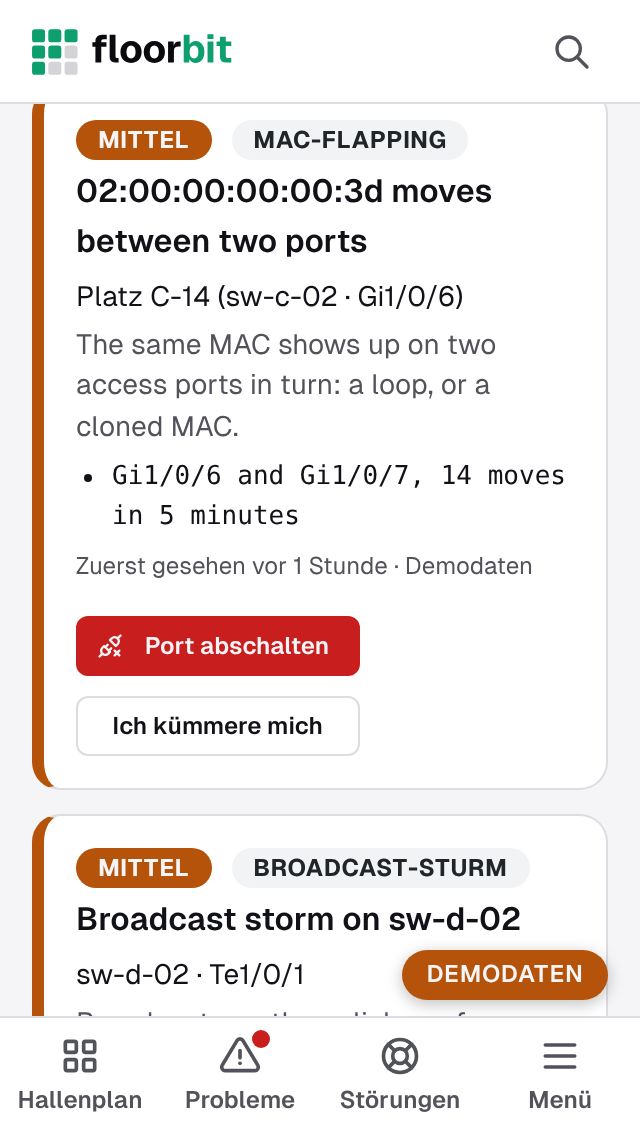 floorbit
MITTEL MAC-FLAPPING
02:00:00:00:00:3d moves
between two ports
Platz C-14 (sw-c-02 · Gi1/0/6)
The same MAC shows up on two
access ports in turn: a loop, or a
cloned MAC.
• Gi1/0/6 and Gi1/0/7, 14 moves
in 5 minutes
Zuerst gesehen vor 1 Stunde · Demodaten
Port abschalten
Ich kümmere mich
MITTEL BROADCAST-STURM
Broadcast storm on sw-d-02
sw-d-02 · Te1/0/1
DEMODATEN
Hallenplan Probleme Störungen Menü